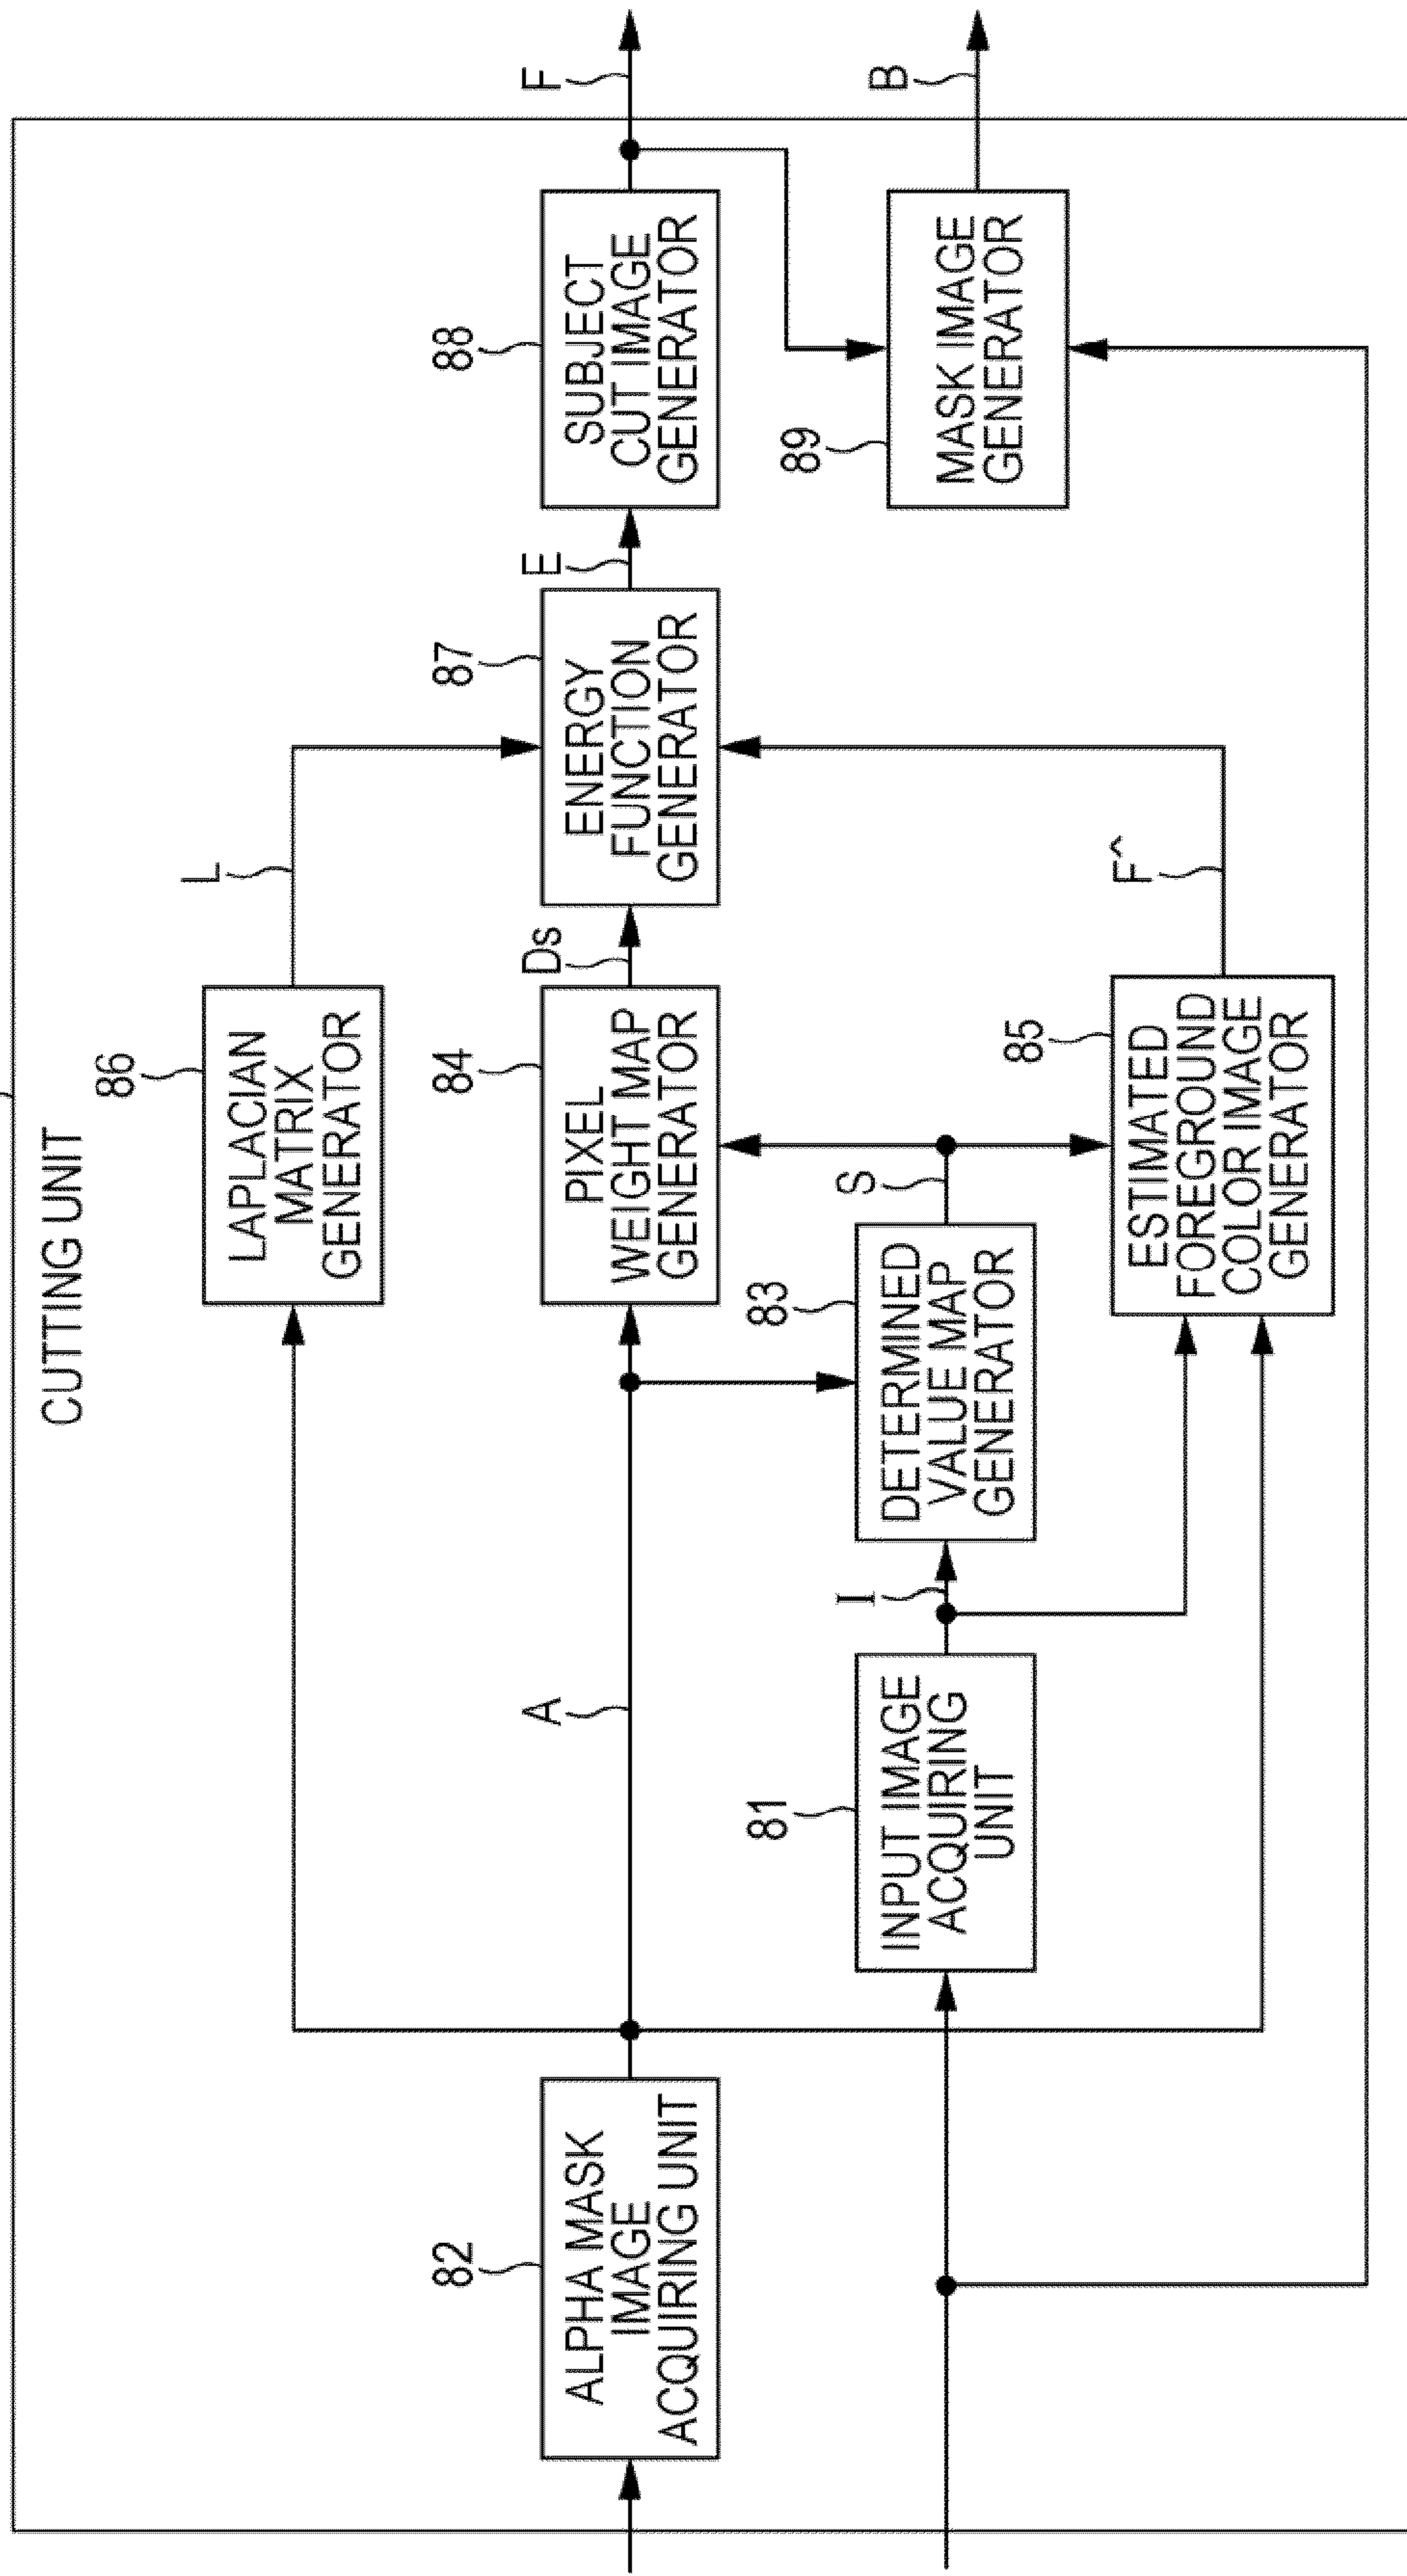 CUTTING UNIT
86
LAPLACIAN
MATRIX
GENERATOR
L
82
ALPHA MASK
IMAGE
ACQUIRING UNIT
A
84
PIXEL
WEIGHT MAP
GENERATOR
Ds
87
ENERGY
FUNCTION
GENERATOR
E
88
SUBJECT
CUT IMAGE
GENERATOR
F
81
INPUT IMAGE
ACQUIRING
UNIT
I
83
DETERMINED
VALUE MAP
GENERATOR
S
89
MASK IMAGE
GENERATOR
B
85
ESTIMATED
FOREGROUND
COLOR IMAGE
GENERATOR
F^